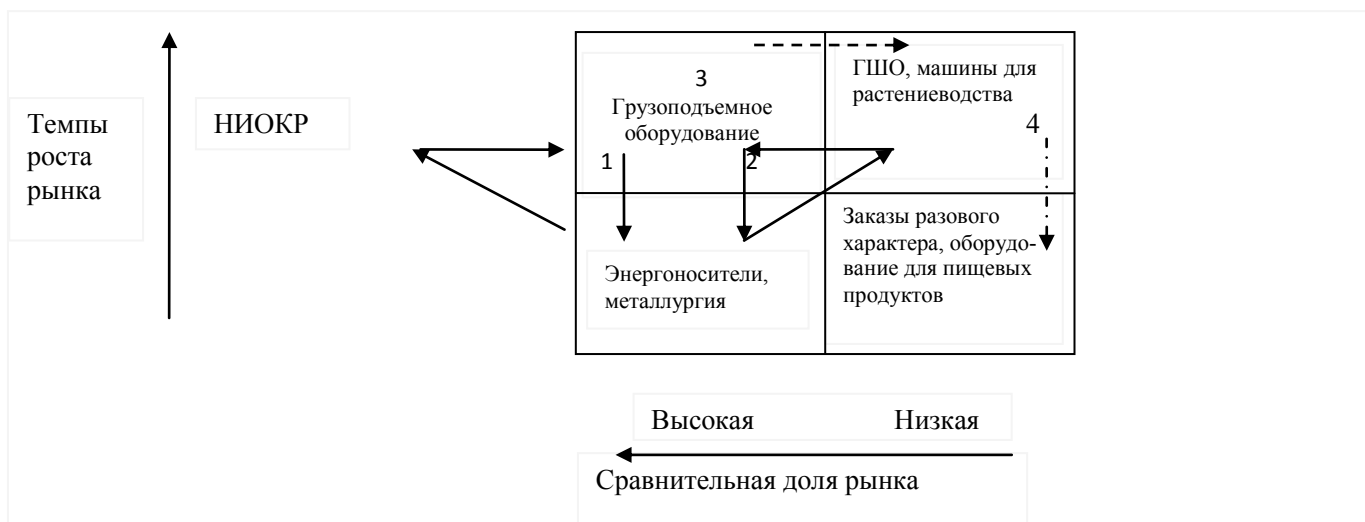 Темпы
роста
рынка
НИОКР
3
Грузоподъемное
оборудование
1
2
ГШО, машины для
растениеводства
4
Энергоносители,
металлургия
Заказы разового
характера, оборудо-
вание для пищевых
продуктов
Высокая Низкая
Сравнительная доля рынка